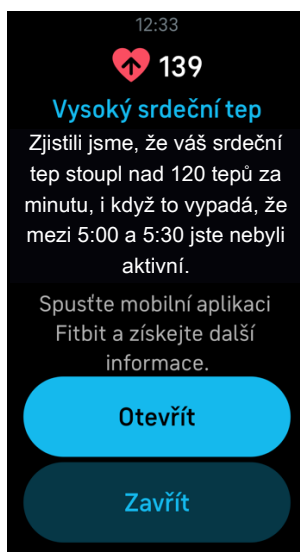 12:33
139
Vysoký srdeční tep
Zjistili jsme, že váš srdeční
tep stoupl nad 120 tepů za
minutu, i když to vypadá, že
mezi 5:00 a 5:30 jste nebyli
aktivní.
Spusťte mobilní aplikaci
Fitbit a získejte další
informace.
Otevřít
Zavřít